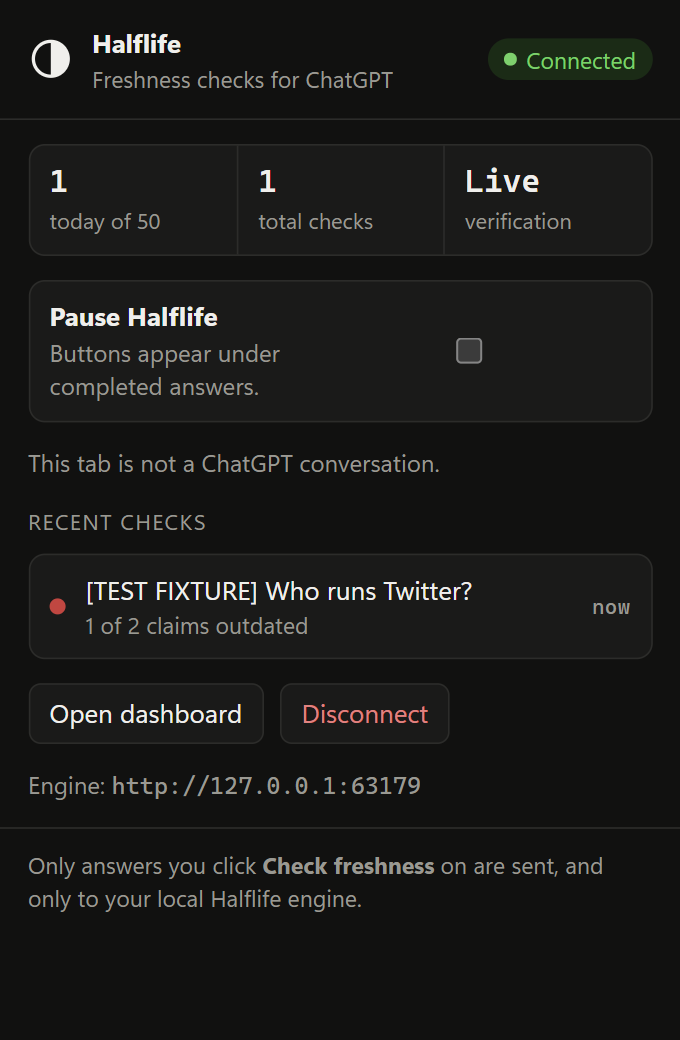 Halflife
Freshness checks for ChatGPT
Connected
1
today of 50
1
total checks
Live
verification
Pause Halflife
Buttons appear under
completed answers.
This tab is not a ChatGPT conversation.
RECENT CHECKS
[TEST FIXTURE] Who runs Twitter?
1 of 2 claims outdated
now
Open dashboard
Disconnect
Engine: http://127.0.0.1:63179
Only answers you click Check freshness on are sent, and
only to your local Halflife engine.